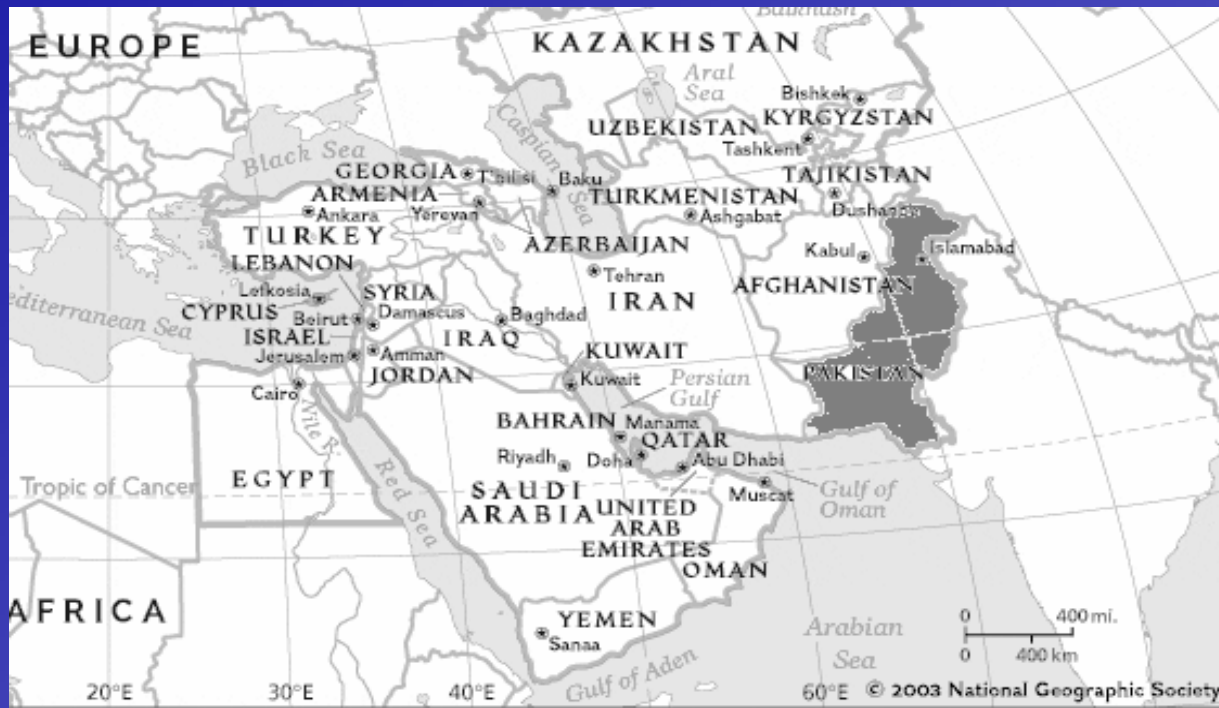 Balkhash
EUROPE
KAZAKHSTAN
Aral
Sea
Bishkek
KYRGYZSTAN
UZBEKISTAN
Tashkent
Caspian Sea
Black Sea
GEORGIA
T'bilisi
Baku
TAJIKISTAN
ARMENIA
TURKMENISTAN
Dushanbe
Ankara
Yerevan
Ashgabat
TURKEY
AZERBAIJAN
Kabul
Islamabad
LEBANON
Tehran
AFGHANISTAN
Lefkosia
SYRIA
IRAN
CYPRUS
Beirut
Damascus
Baghdad
Sea
ISRAEL
IRAQ
Jerusalem
Amman
KUWAIT
JORDAN
Kuwait
PAKISTAN
Cairo
Persian
Gulf
Nile R.
BAHRAIN
Manama
QATAR
Riyadh
Doha
Abu Dhabi
EGYPT
Red Sea
Tropic of Cancer
SAUDI
ARABIA
Muscat
Gulf of
Oman
UNITED
ARAB
EMIRATES
OMAN
AFRICA
YEMEN
Sanaa
Arabian
Sea
0 400 mi.
0 400 km
Gulf of Aden
20°E 30°E 40°E 60°E © 2003 National Geographic Society